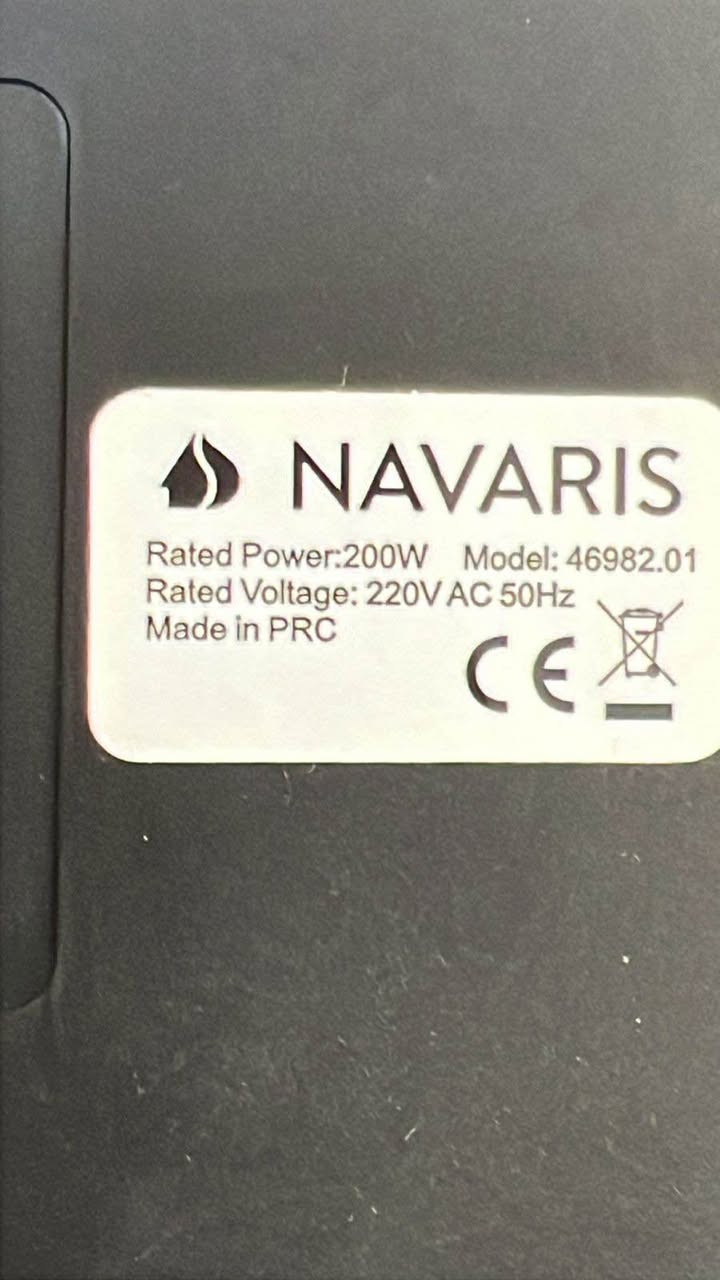 NAVARIS
Rated Power:200W Model: 46982.01
Rated Voltage: 220V AC 50Hz
Made in PRC
CE